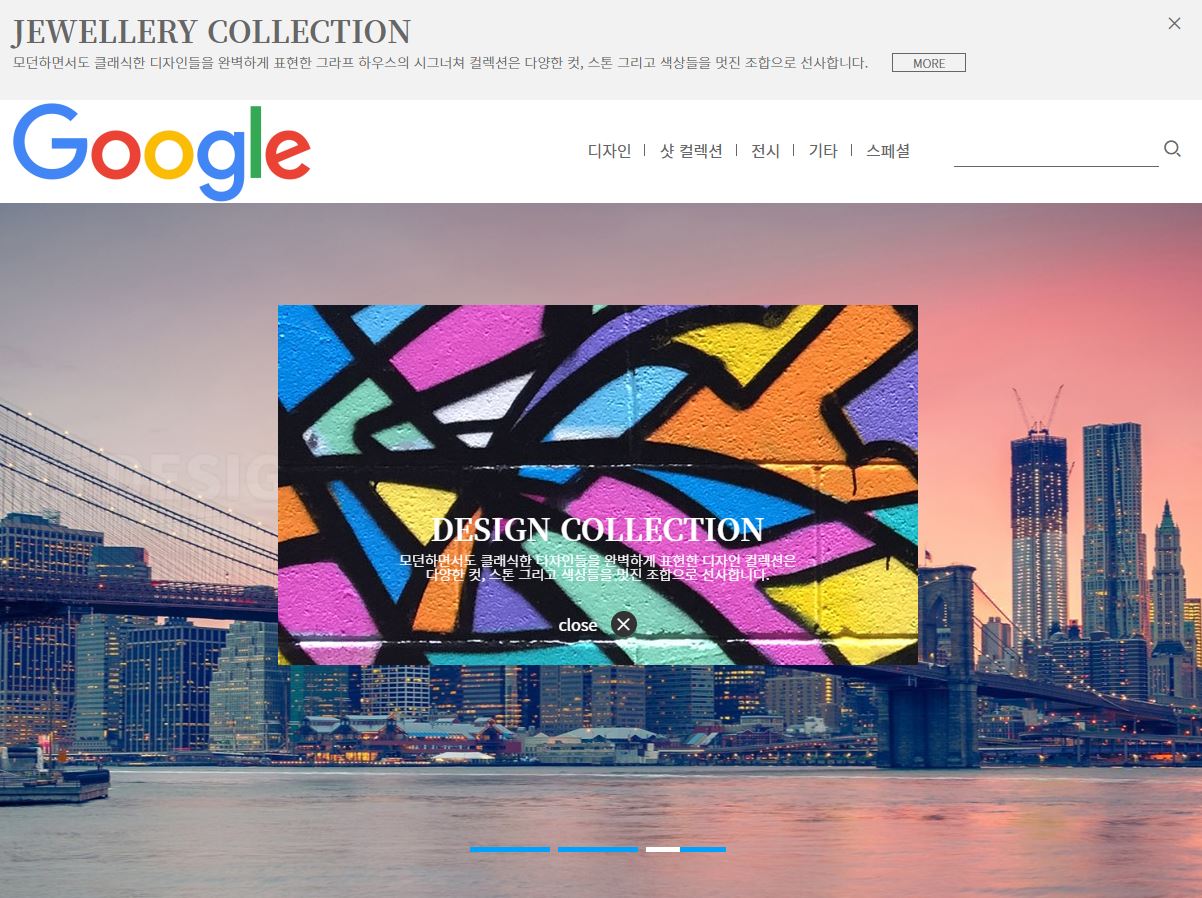 JEWELLERY COLLECTION
모던하면서도 클래식한 디자인들을 완벽하게 표현한 그라프 하우스의 시그너쳐 컬렉션은 다양한 컷, 스톤 그리고 색상들을 멋진 조합으로 선사합니다.
MORE
Google
디자인
샷 컬렉션
전시
기타
스페셜
DESIG
DESIGN COLLECTION
모던하면서도 클래식한 디자인들을 완벽하게 표현한 디자인 컬렉션은
다양한 컷, 스톤 그리고 색상들을 멋진 조합으로 선사합니다.
close